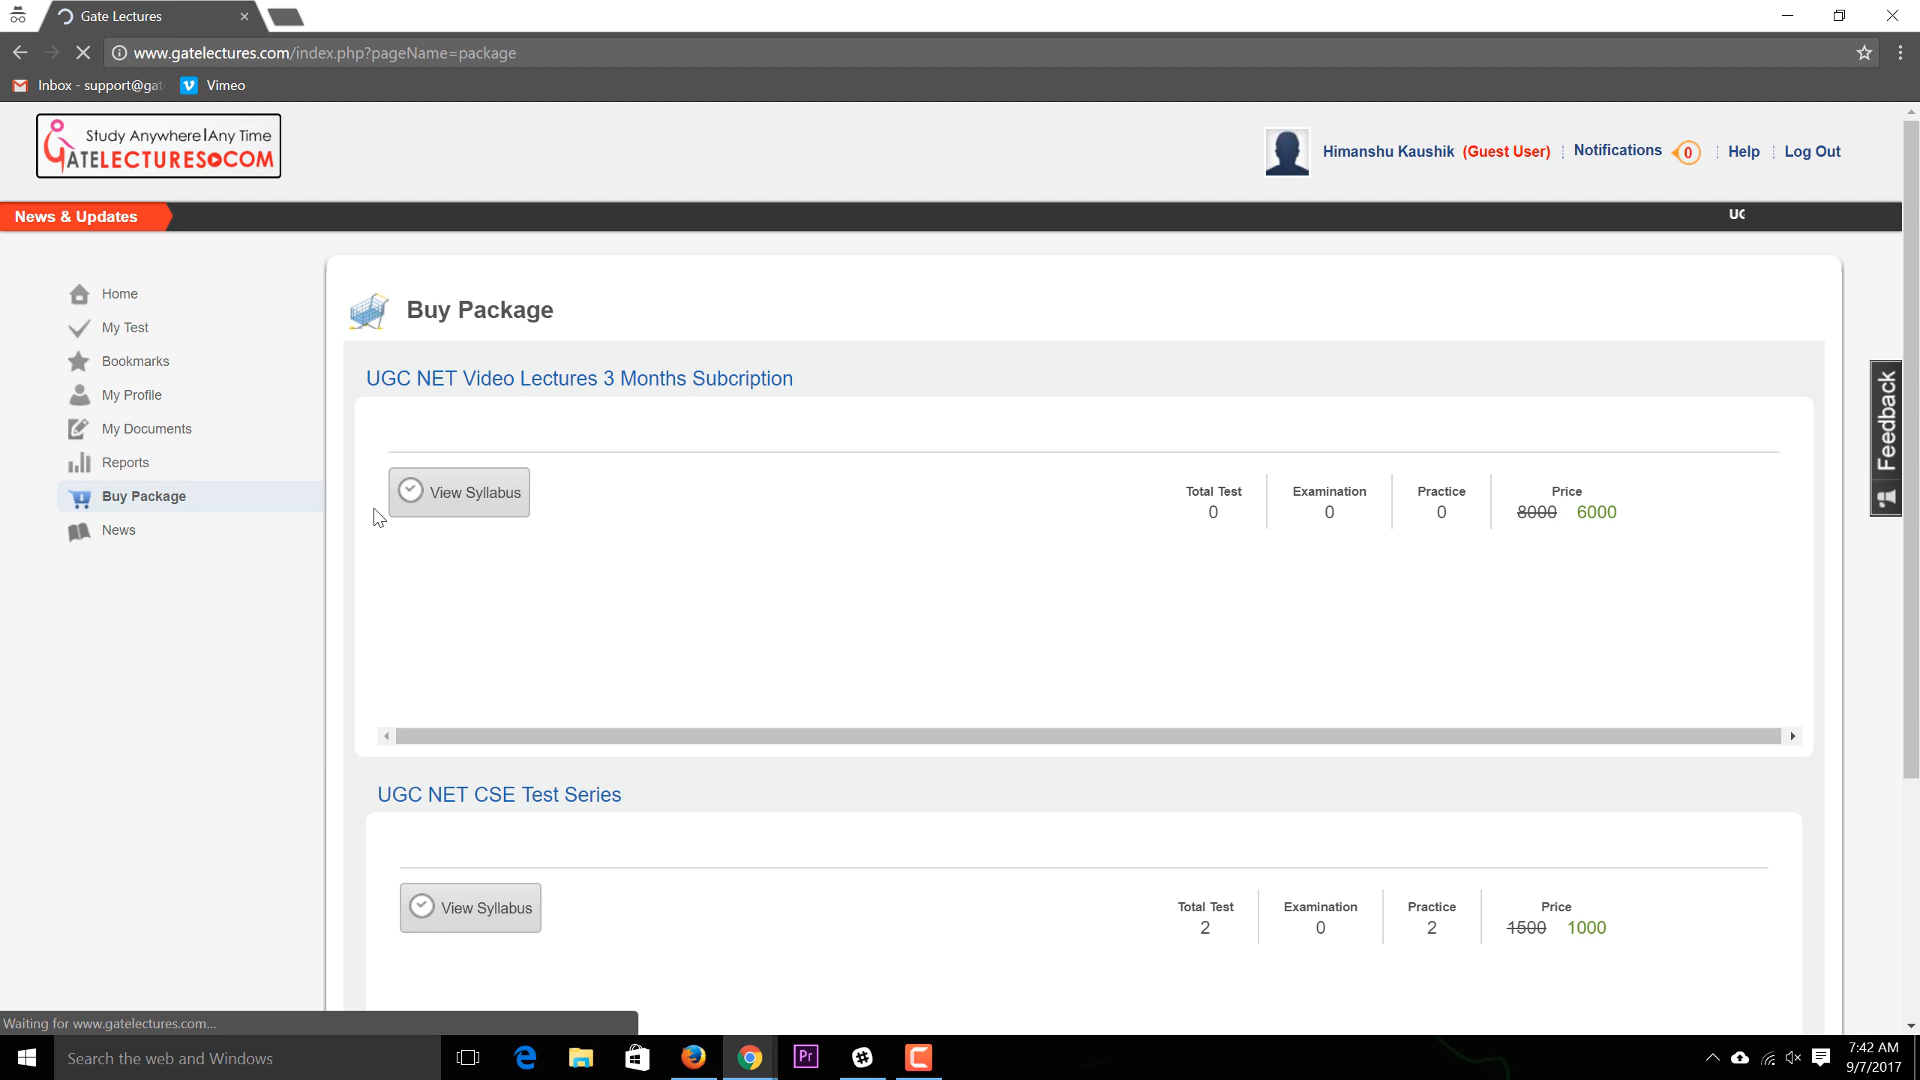 Gate Lectures
www.gatelectures.com/index.php?pageName=package
Inbox - support@gat
Vimeo
Study Anywhere|Any Time
GATELECTURES.COM
Himanshu Kaushik (Guest User)
Notifications 0
Help
Log Out
News & Updates
UC
Home
My Test
Bookmarks
My Profile
My Documents
Reports
Buy Package
News
Buy Package
UGC NET Video Lectures 3 Months Subcription
View Syllabus
Total Test Examination Practice Price
0 0 0 8000 6000
UGC NET CSE Test Series
View Syllabus
Total Test Examination Practice Price
2 0 2 1500 1000
Feedback
Waiting for www.gatelectures.com...
Search the web and Windows
Pr
7:42 AM
9/7/2017